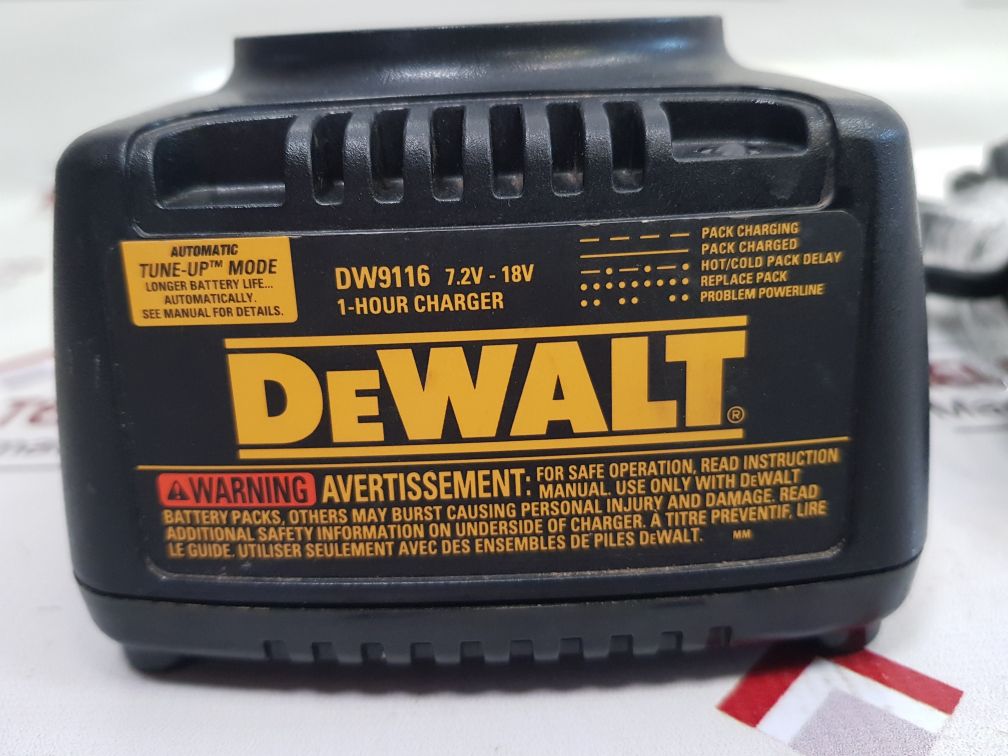 AUTOMATIC
TUNE-UP™ MODE
LONGER BATTERY LIFE...
AUTOMATICALLY.
SEE MANUAL FOR DETAILS.
DW9116 7.2V - 18V
1-HOUR CHARGER
PACK CHARGING
PACK CHARGED
HOT/COLD PACK DELAY
REPLACE PACK
PROBLEM POWERLINE
DEWALT®
WARNING AVERTISSEMENT: FOR SAFE OPERATION, READ INSTRUCTION
MANUAL. USE ONLY WITH DEWALT
BATTERY PACKS, OTHERS MAY BURST CAUSING PERSONAL INJURY AND DAMAGE. READ
ADDITIONAL SAFETY INFORMATION ON UNDERSIDE OF CHARGER. À TITRE PREVENTIF, LIRE
LE GUIDE. UTILISER SEULEMENT AVEC DES ENSEMBLES DE PILES DEWALT. MM